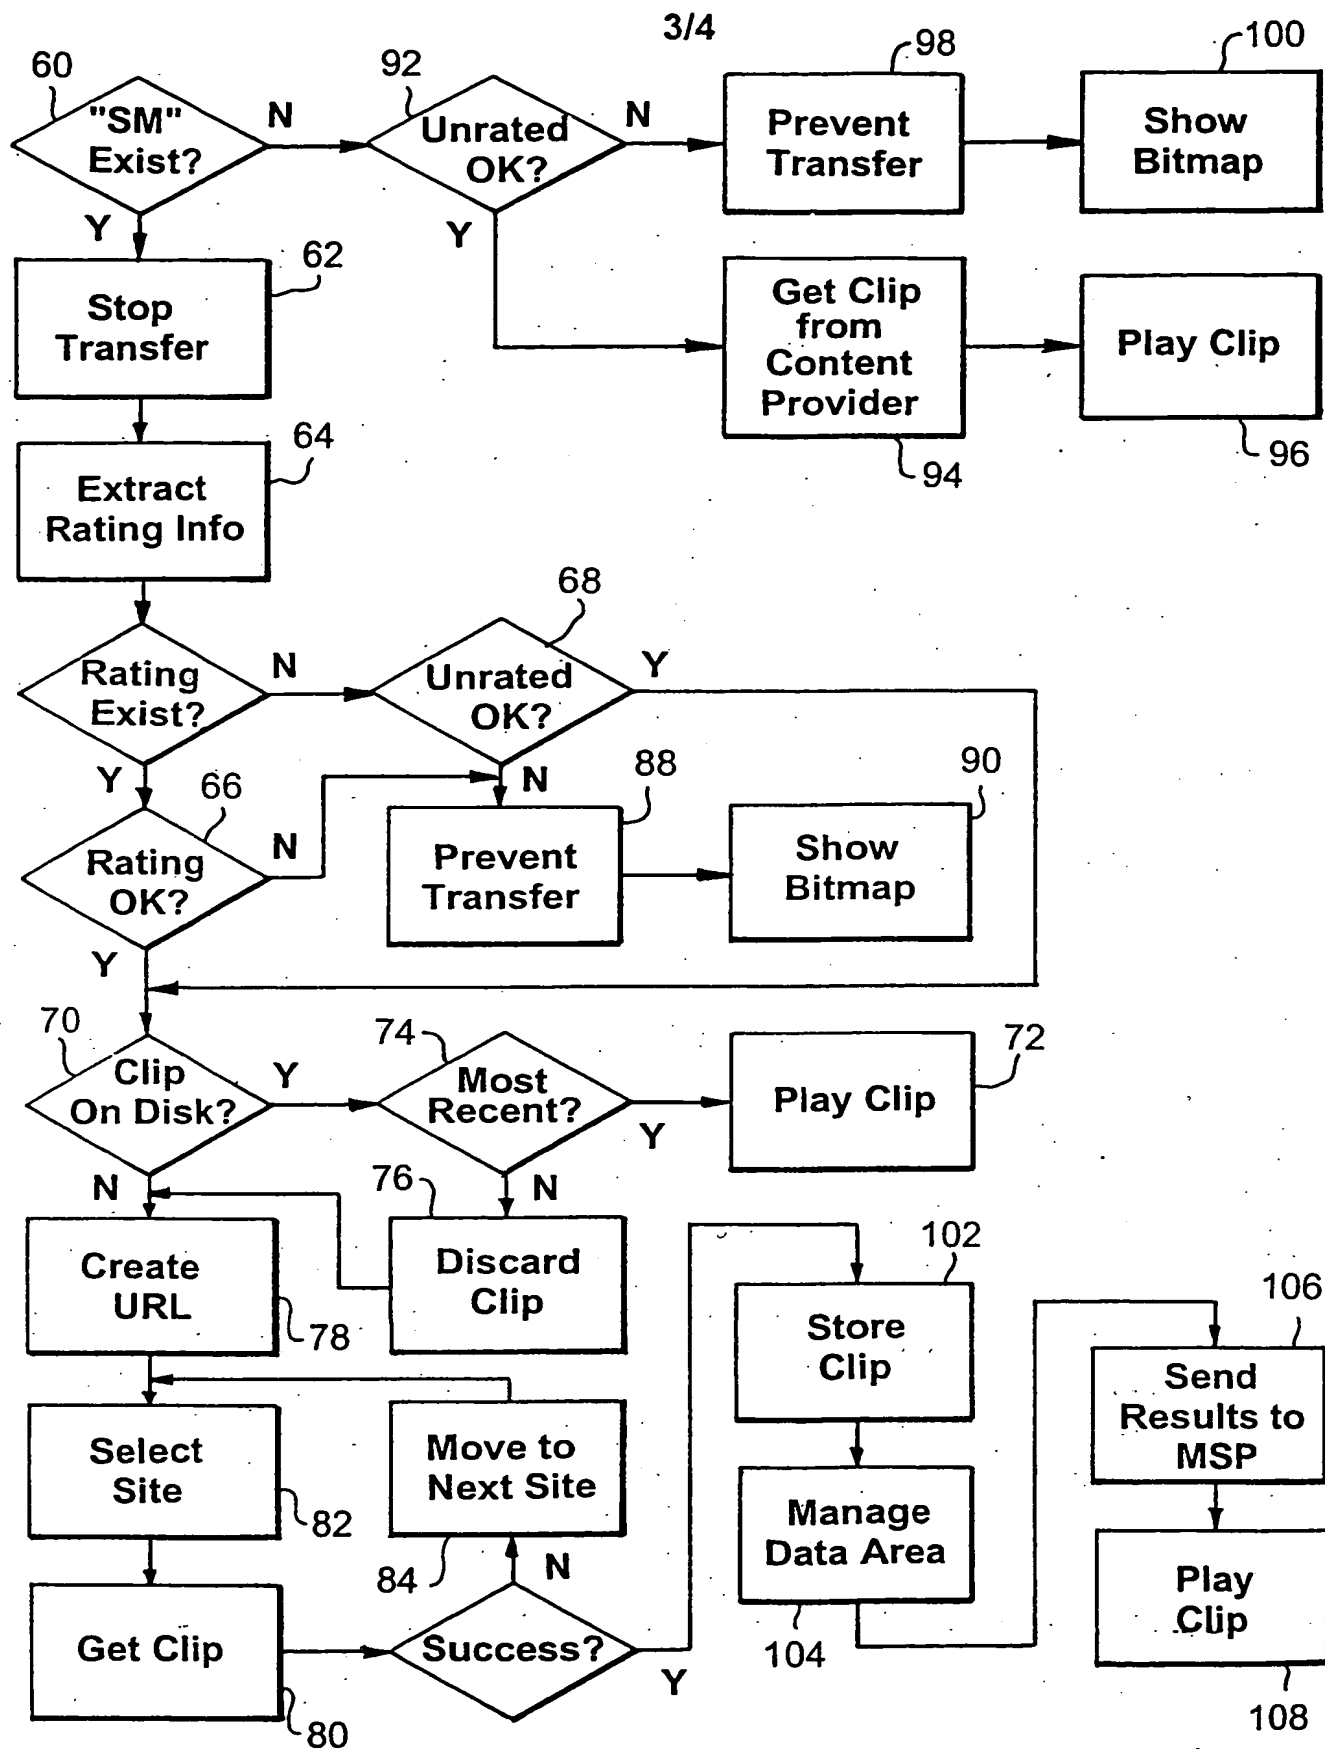 3/4
60
92
98
100
"SM"
Exist?
N
Unrated
OK?
N
Prevent
Transfer
Show
Bitmap
Y
Y
62
Stop
Transfer
Get Clip
from
Content
Provider
Play Clip
94
96
64
Extract
Rating Info
68
Rating
Exist?
N
Unrated
OK?
Y
Y
N
66
88
90
Rating
OK?
N
Prevent
Transfer
Show
Bitmap
Y
70
74
72
Clip
On Disk?
Y
Most
Recent?
Y
Play Clip
N
N
76
Create
URL
78
Discard
Clip
102
Store
Clip
106
Send
Results to
MSP
Select
Site
82
Move to
Next Site
84
Manage
Data Area
104
N
Get Clip
80
Success?
Y
Play
Clip
108